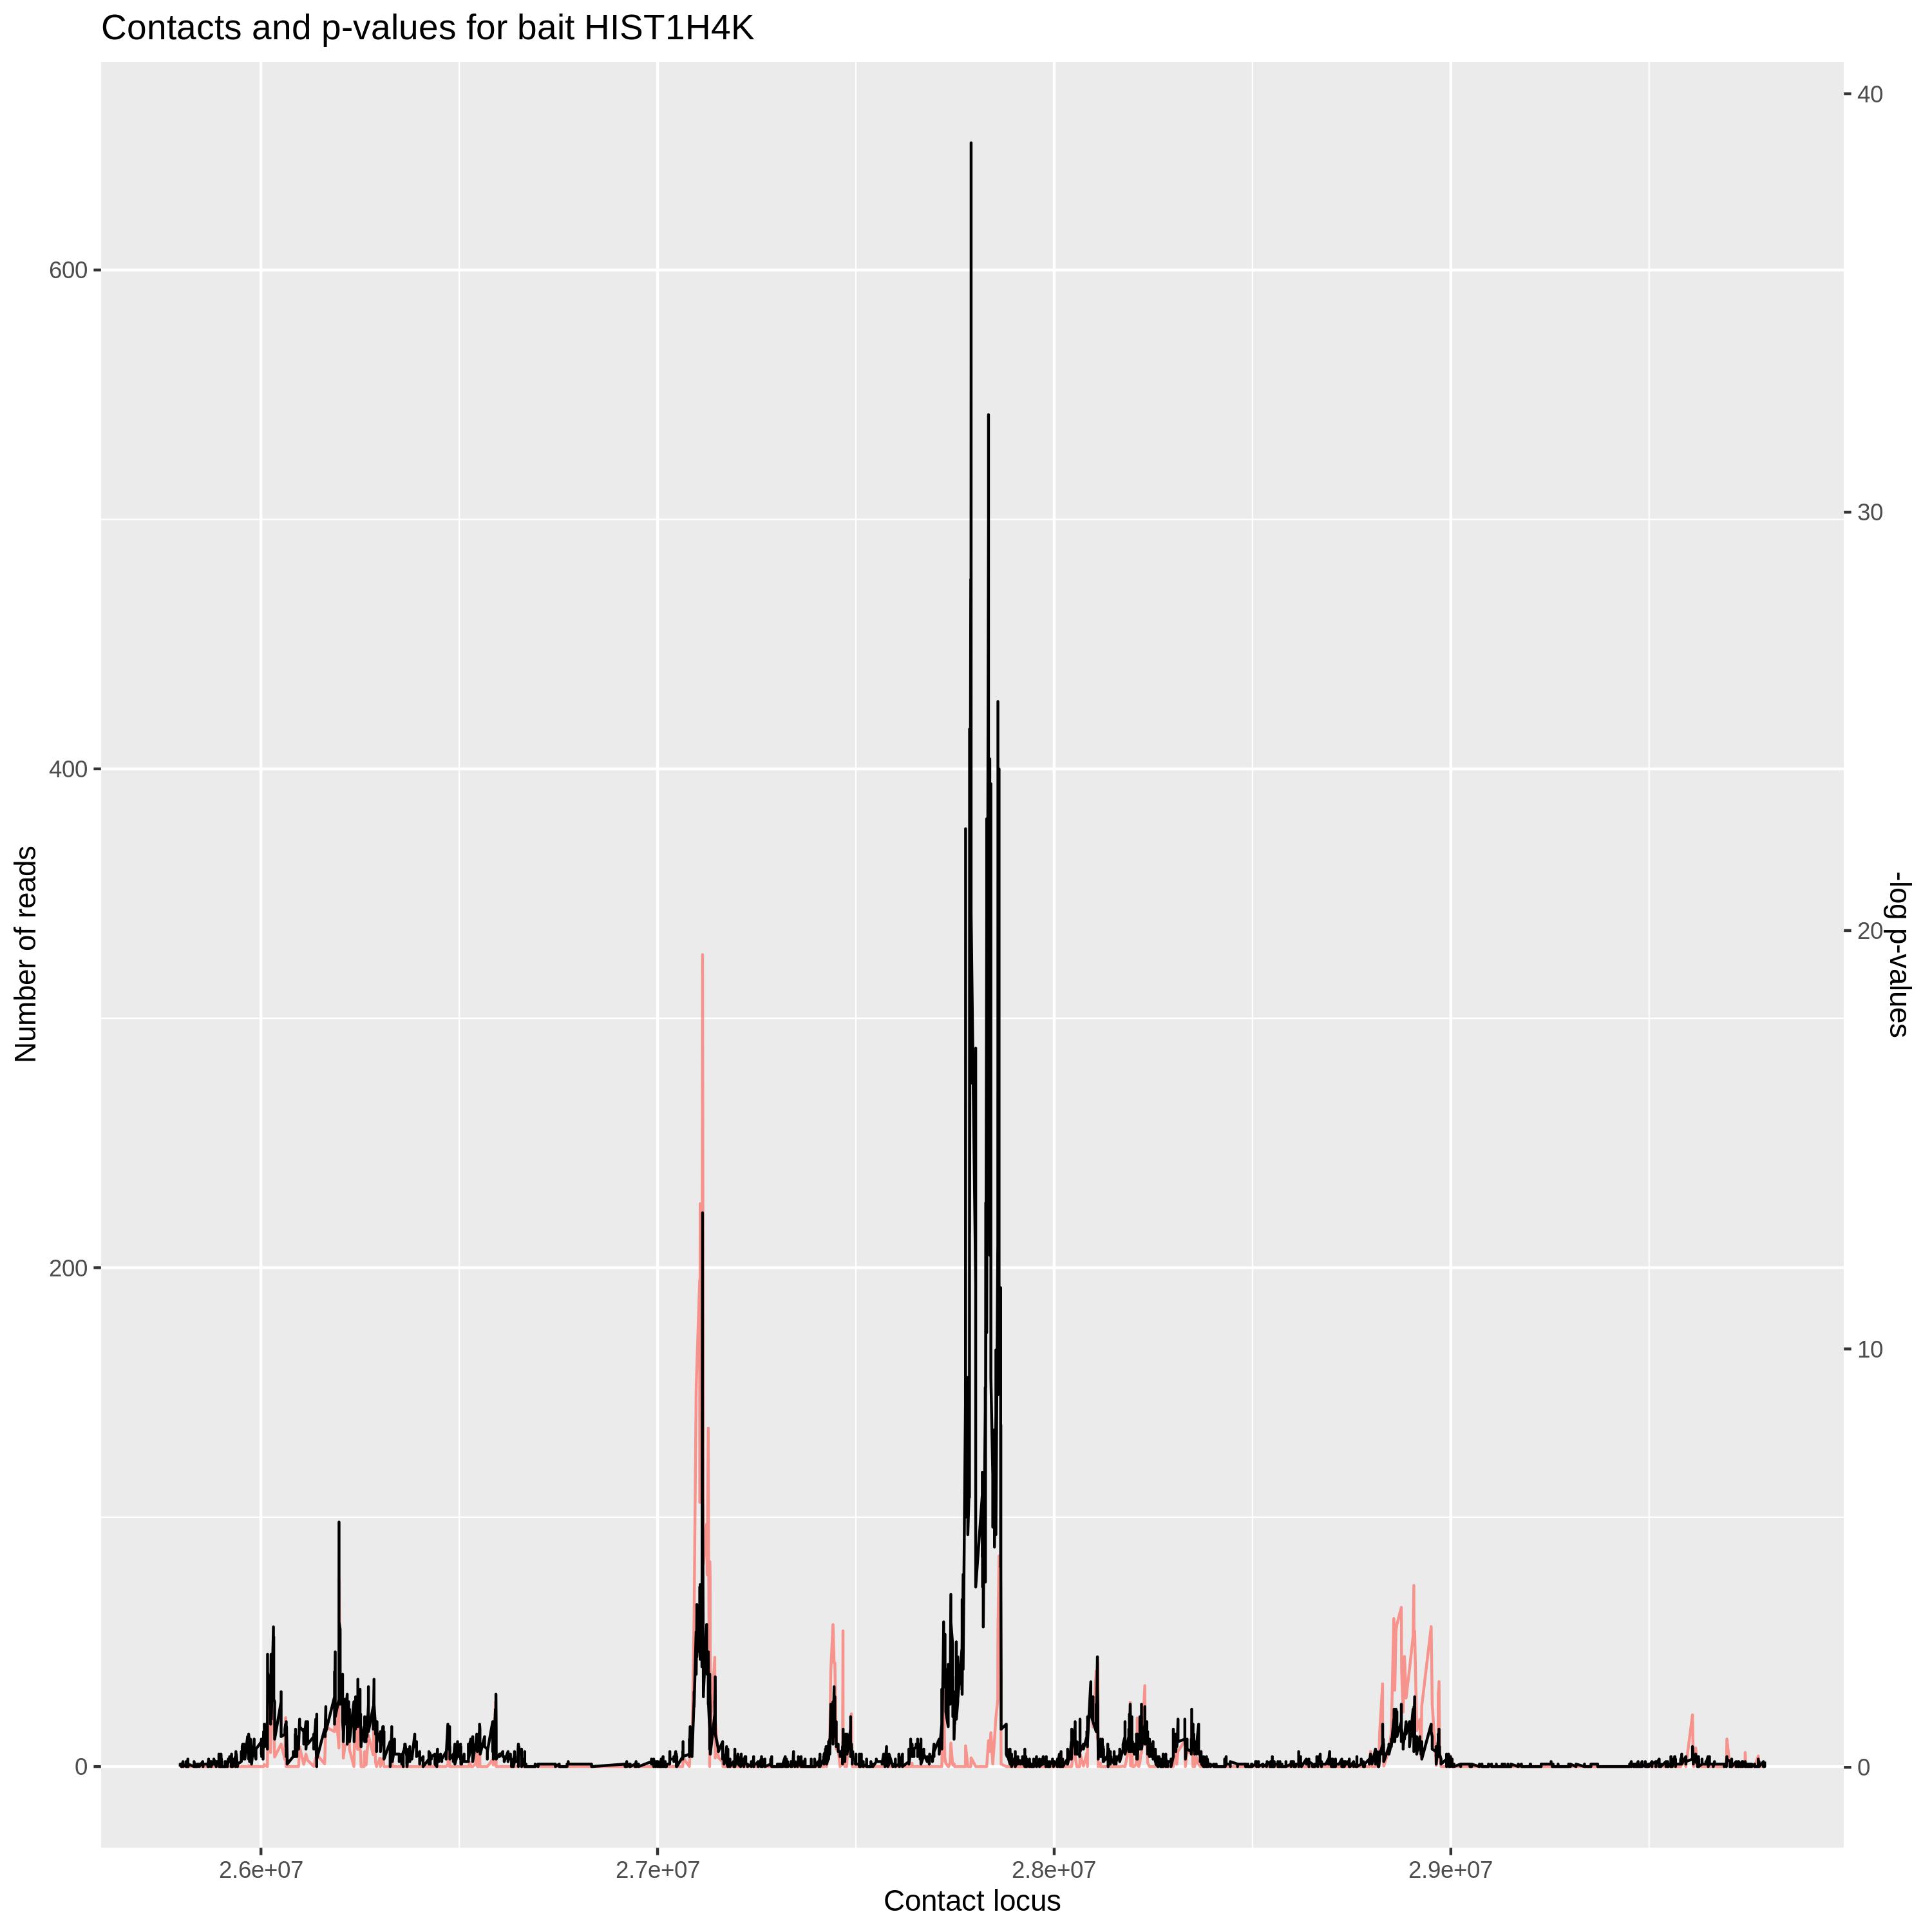 Contacts and p-values for bait HIST1H4K
600
400
200
0
Number of reads
40
30
20
10
0
-log p-values
2.6e+07
2.7e+07
2.8e+07
2.9e+07
Contact locus